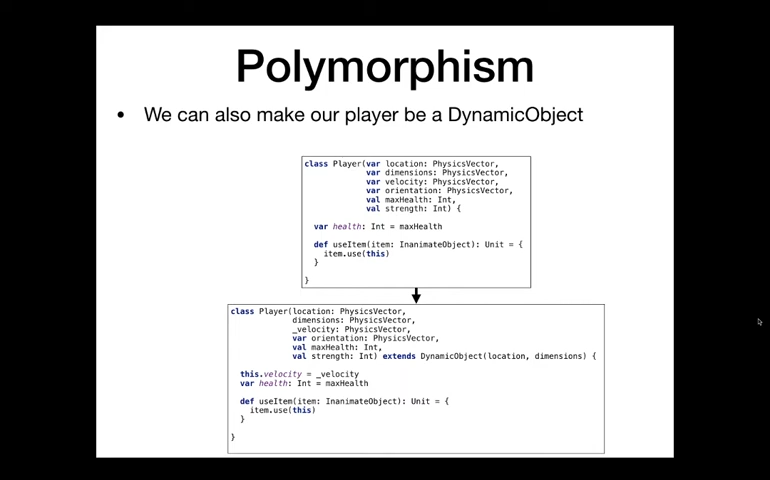 Polymorphism
• We can also make our player be a DynamicObject
class Player(var location: PhysicsVector,
var dimensions: PhysicsVector,
var velocity: PhysicsVector,
var orientation: PhysicsVector,
val maxHealth: Int,
val strength: Int) {
var health: Int = maxHealth
def useItem(item: InanimateObject): Unit = {
item.use(this)
}
}
class Player(location: PhysicsVector,
dimensions: PhysicsVector,
_velocity: PhysicsVector,
var orientation: PhysicsVector,
val maxHealth: Int,
val strength: Int) extends DynamicObject(location, dimensions) {
this.velocity = _velocity
var health: Int = maxHealth
def useItem(item: InanimateObject): Unit = {
item.use(this)
}
}